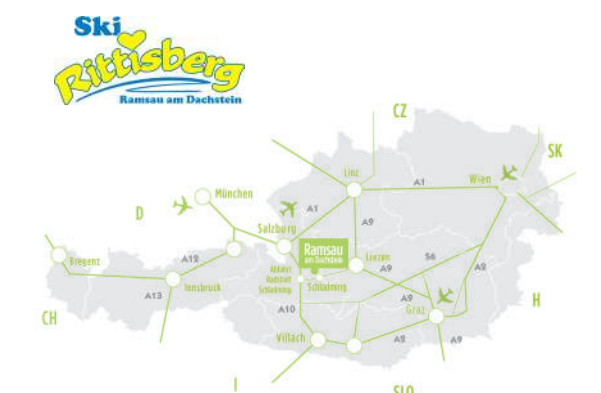 Ski
Rittisberg
Ramsau am Dachstein
CZ
SK
Linz
Wien
A1
München
D
A1
A9
Salzburg
Ramsau
am Dachstein
Bregenz
A12
Liezen
S6
A2
Abfahrt
Radstadt
Schladming
Schladming
A9
Innsbruck
A13
A9
H
CH
A10
Graz
Villach
A2
A9
I
SLO